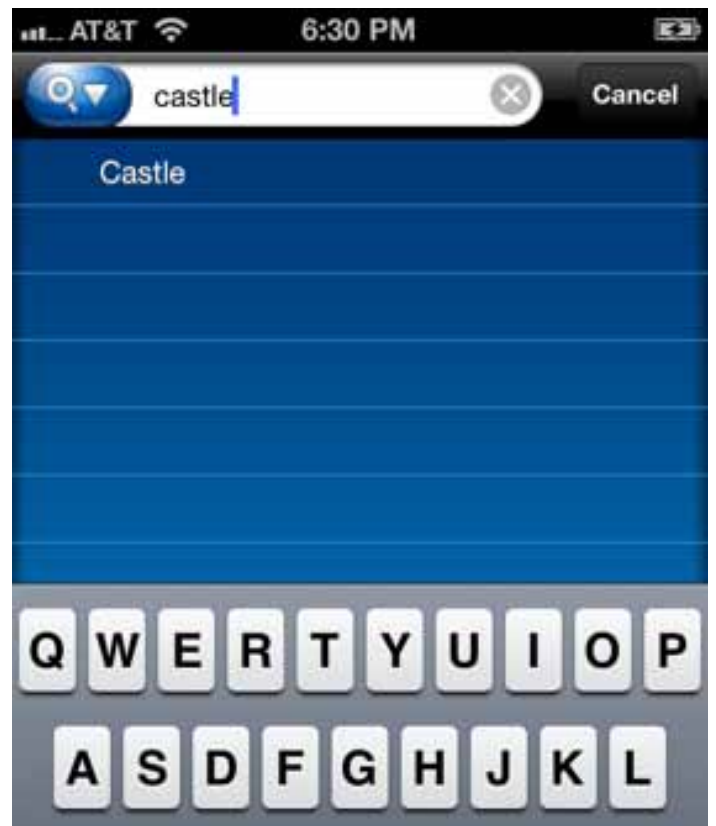 AT&T 6:30 PM
castle Cancel
Castle
Q W E R T Y U I O P
A S D F G H J K L